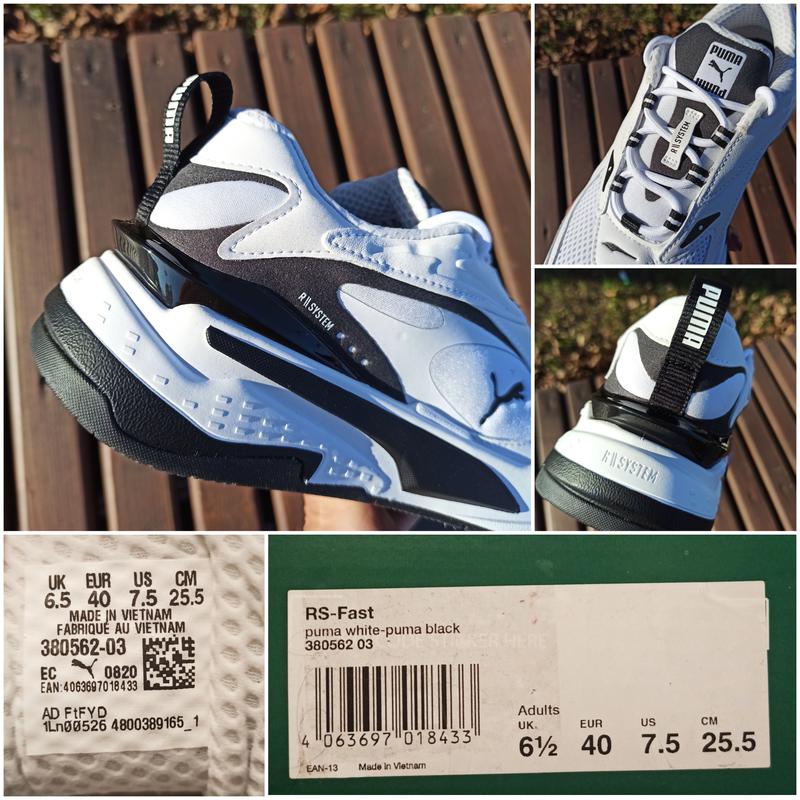 PUMA
R SYSTEM
PUMA
PUMA
R SYSTEM
PUMA
R SYSTEM
UK EUR US CM
6.5 40 7.5 25.5
MADE IN VIETNAM
FABRIQUÉ AU VIETNAM
380562-03
EC 0820
EAN:4063697018433
AD FtFYD
1Ln00526 4800389165_1
RS-Fast
puma white-puma black
380562 03
4 063697 018433
EAN-13 Made in Vietnam
Adults
UK EUR US CM
6½ 40 7.5 25.5